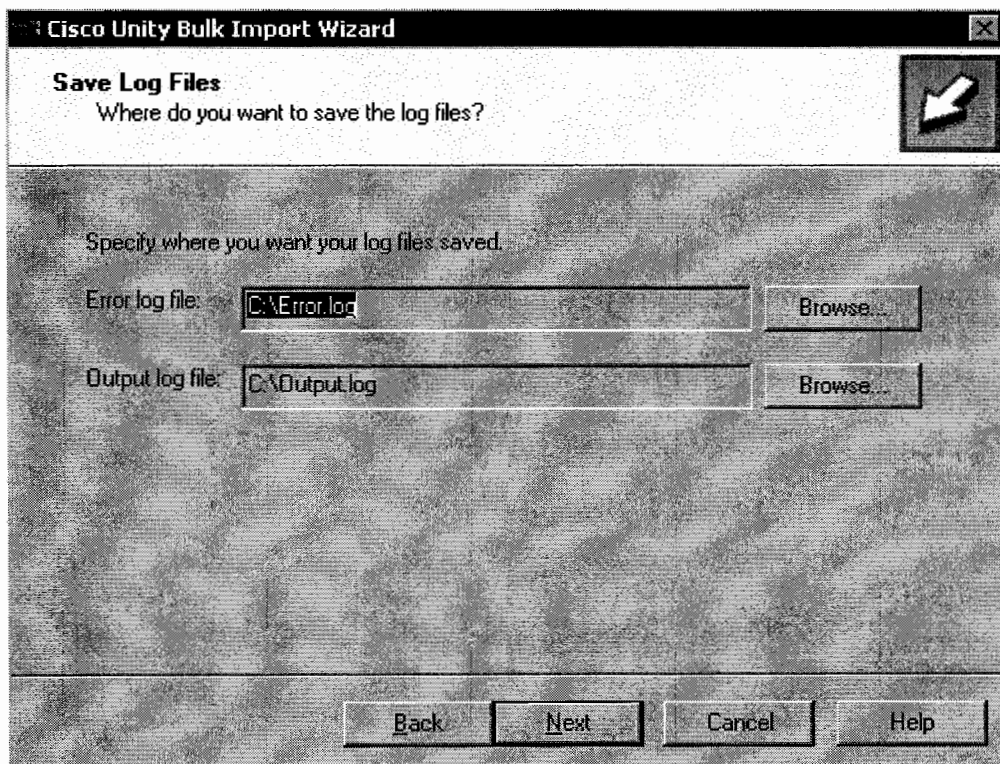 Cisco Unity Bulk Import Wizard
Save Log Files
Where do you want to save the log files?
Specify where you want your log files saved.
Error log file: C:\Error.log Browse...
Output log file: C:\Output.log Browse...
Back Next Cancel Help